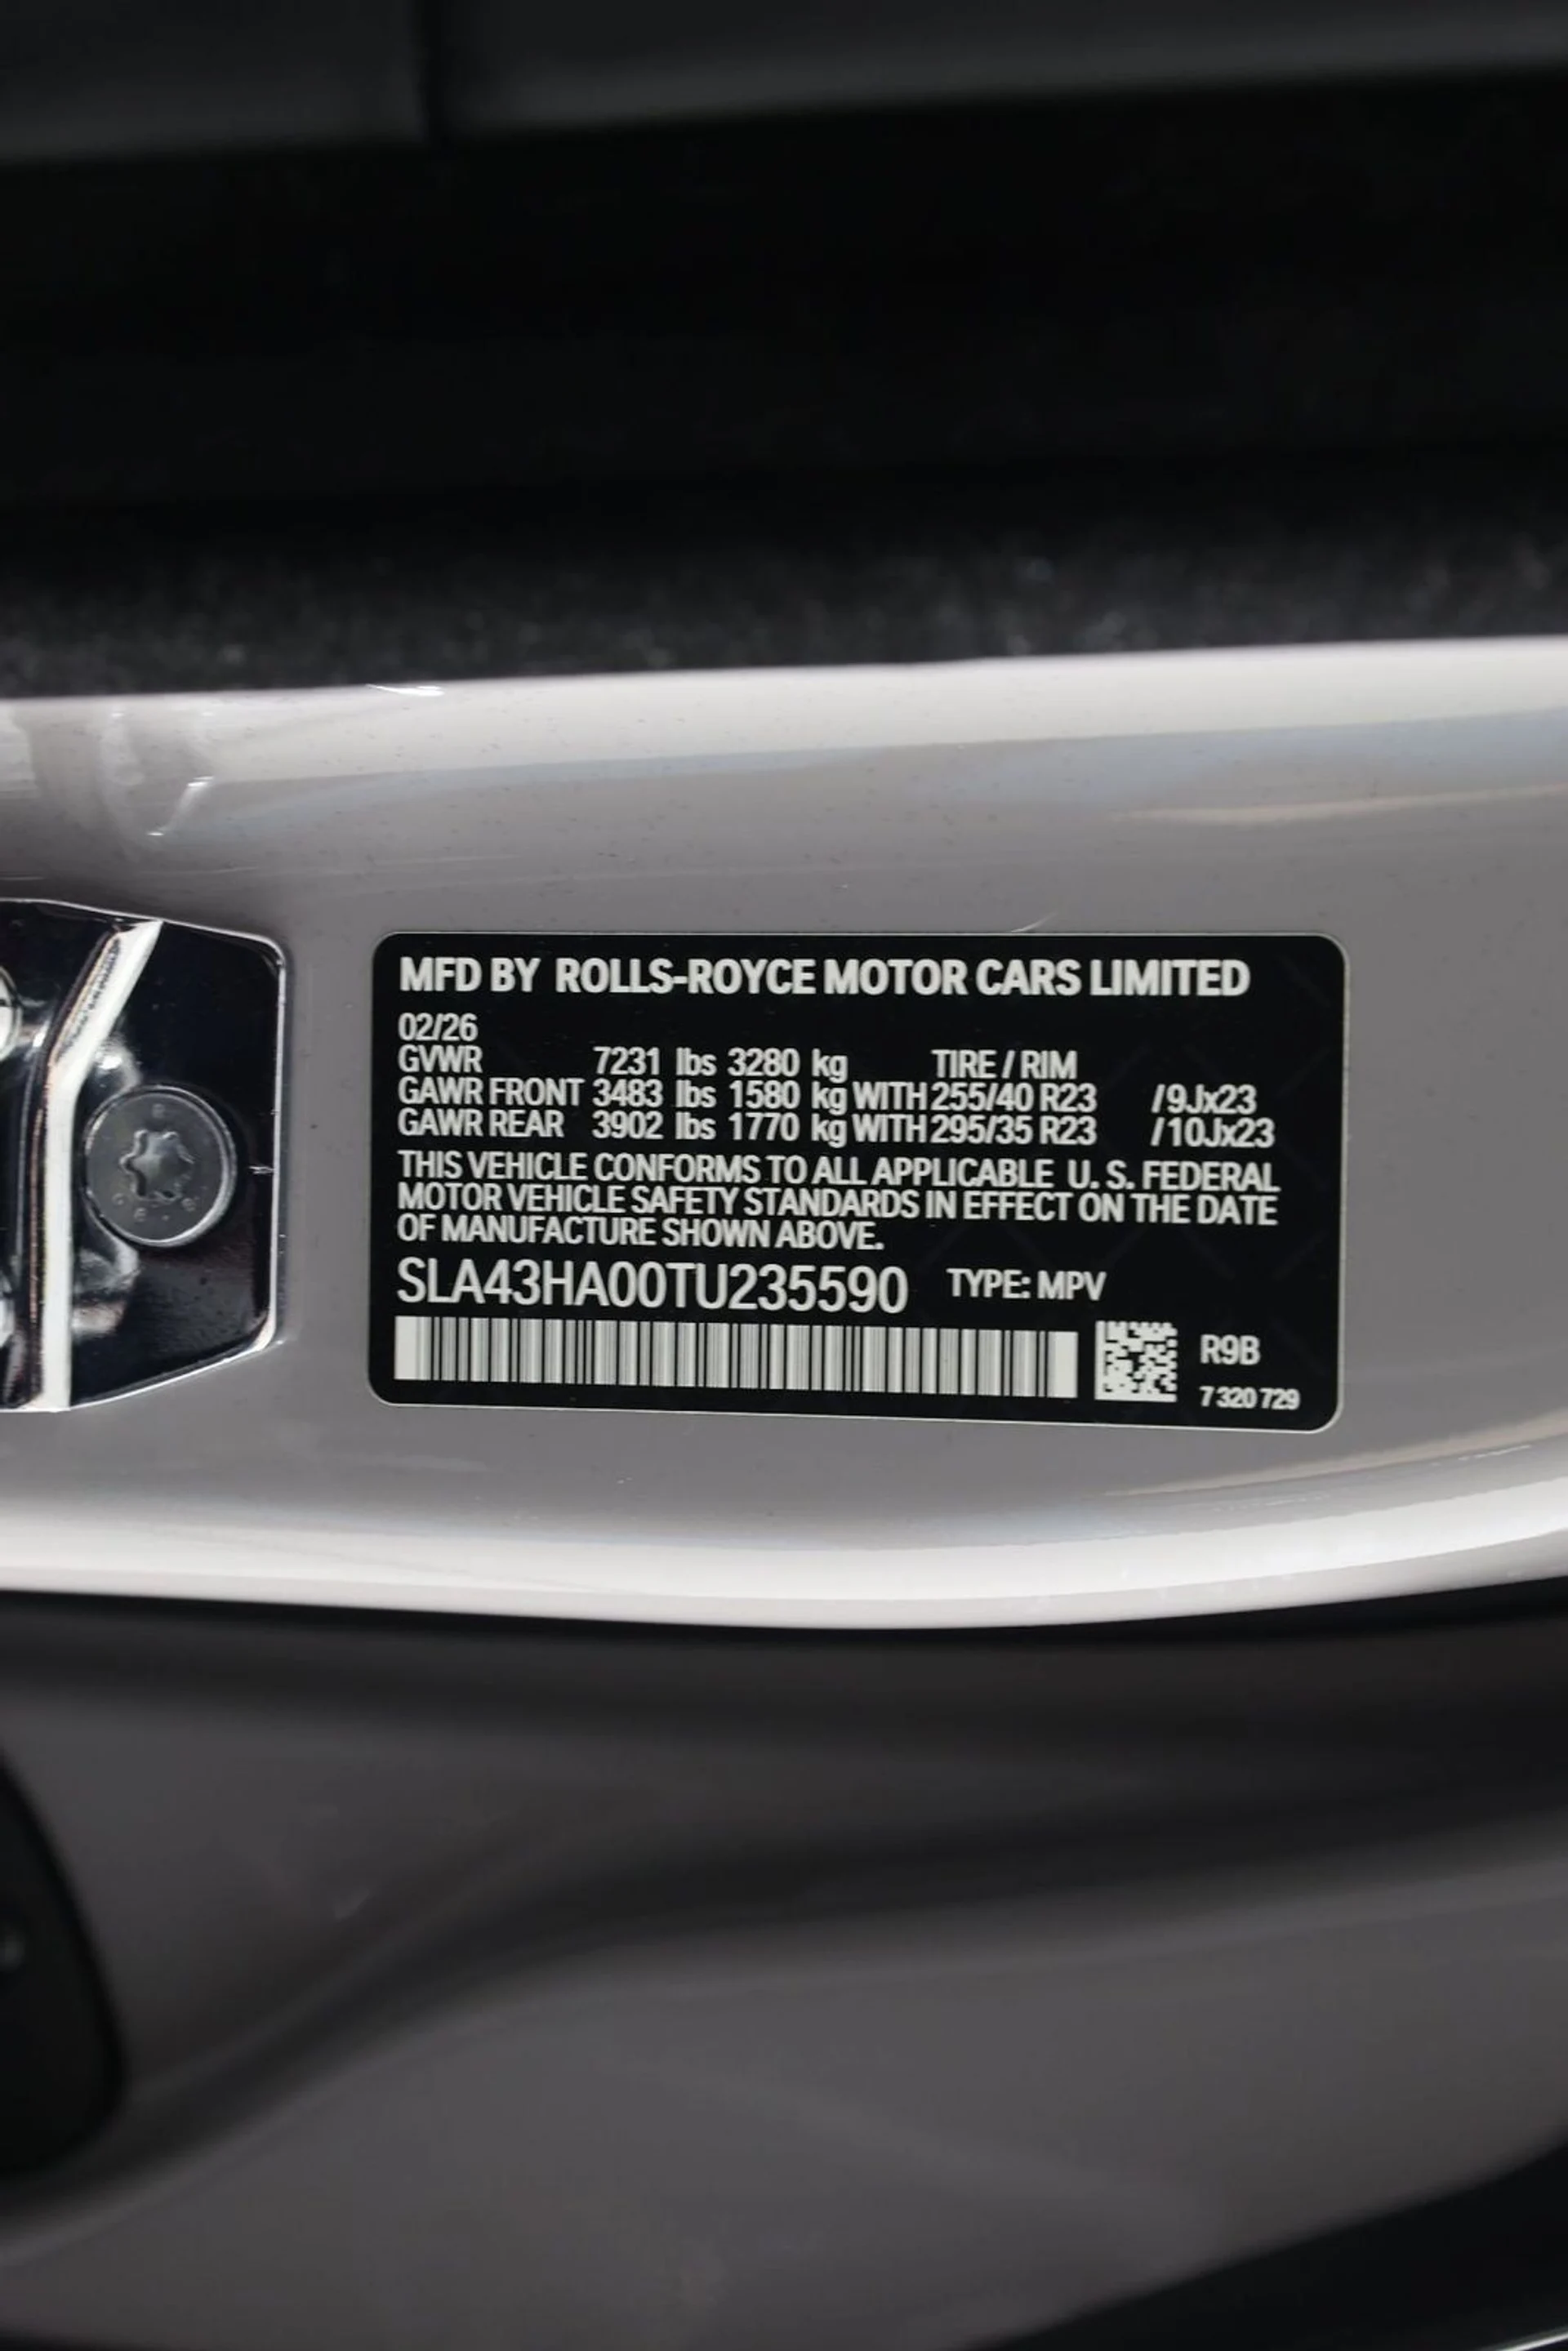 MFD BY ROLLS-ROYCE MOTOR CARS LIMITED
02/26
GVWR 7231 lbs 3280 kg TIRE / RIM
GAWR FRONT 3483 lbs 1580 kg WITH 255/40 R23 /9Jx23
GAWR REAR 3902 lbs 1770 kg WITH 295/35 R23 /10Jx23
THIS VEHICLE CONFORMS TO ALL APPLICABLE U. S. FEDERAL
MOTOR VEHICLE SAFETY STANDARDS IN EFFECT ON THE DATE
OF MANUFACTURE SHOWN ABOVE.
SLA43HA00TU235590 TYPE: MPV
R9B
7 320 729